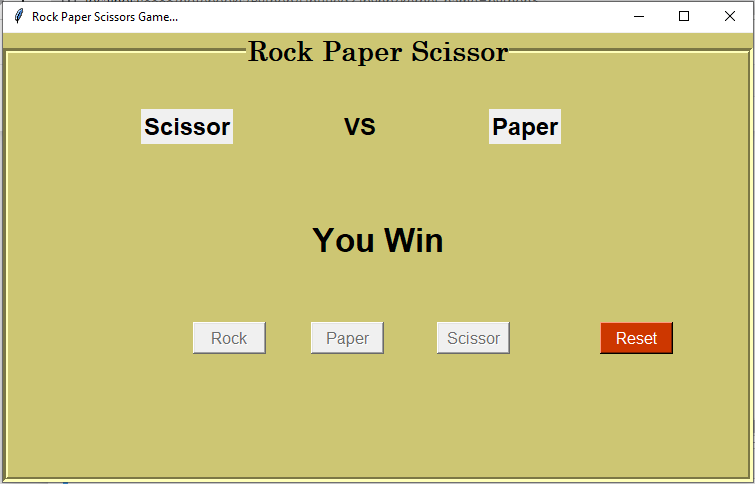 Rock Paper Scissors Game...
Rock Paper Scissor
Scissor VS Paper
You Win
Rock Paper Scissor Reset